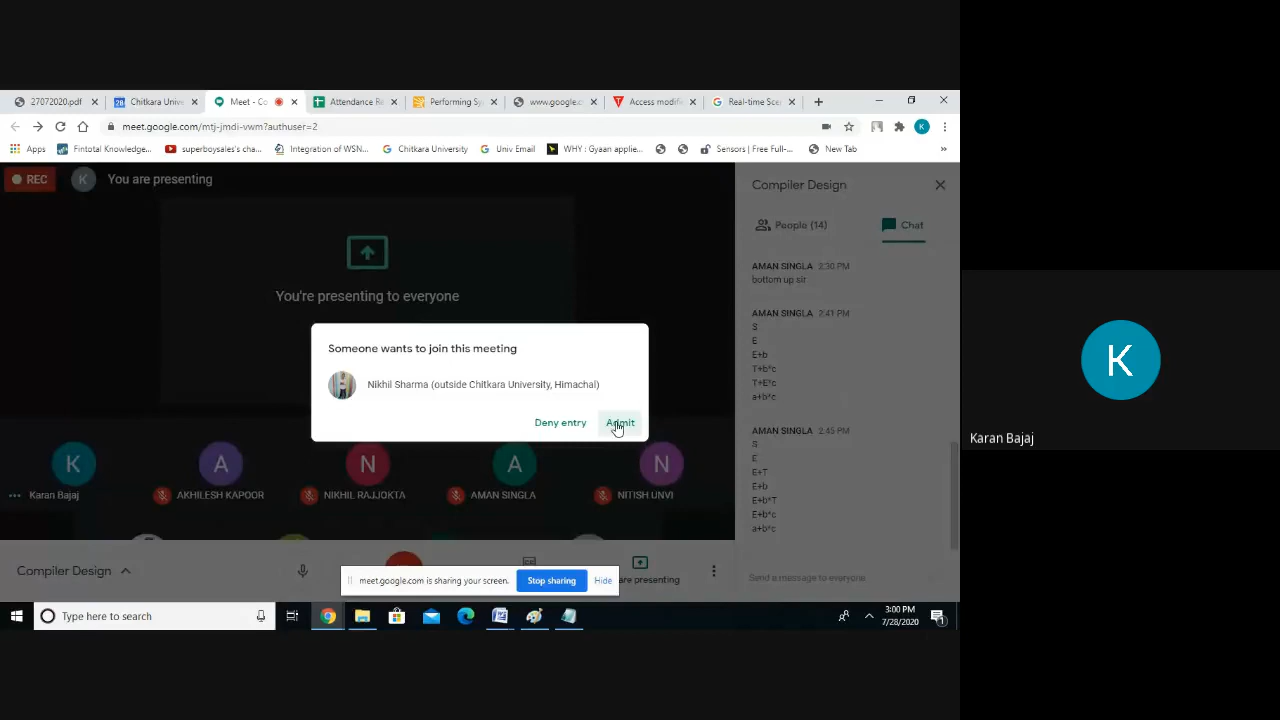 27072020.pdf
Chitkara Unive
Meet - Co
Attendance Re
Performing Sy
www.google.c
Access modifi
Real-time Sce
meet.google.com/mtj-jmdi-vwm?authuser=2
K
Apps
Fintotal Knowledge...
superboysales's cha...
Integration of WSN...
Chitkara University
Univ Email
WHY : Gyaan applie...
Sensors | Free Full-...
New Tab
»
REC
K
You are presenting
You're presenting to everyone
Someone wants to join this meeting
Nikhil Sharma (outside Chitkara University, Himachal)
Deny entry
Admit
K
Karan Bajaj
A
AKHILESH KAPOOR
N
NIKHIL RAJJOKTA
A
AMAN SINGLA
N
NITISH UNVI
Compiler Design
People (14)
Chat
AMAN SINGLA 2:30 PM
bottom up sir
AMAN SINGLA 2:41 PM
S
E
E+b
T+b*c
T+E*c
a+b*c
AMAN SINGLA 2:45 PM
S
E
E+T
E+b
E+b*T
E+b*c
a+b*c
Send a message to everyone
Compiler Design
meet.google.com is sharing your screen.
Stop sharing
Hide
are presenting
Type here to search
3:00 PM
7/28/2020
K
Karan Bajaj